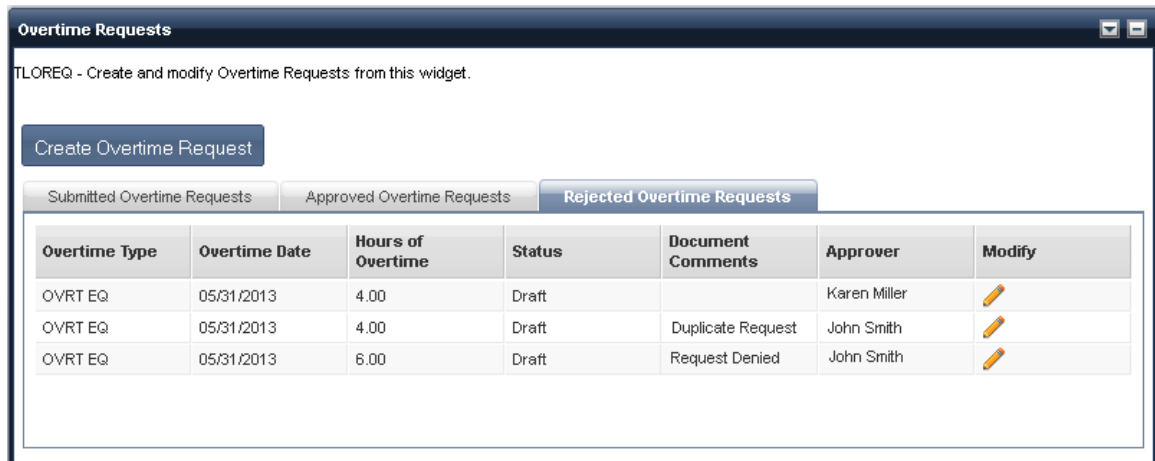 Overtime Requests
TLOREQ - Create and modify Overtime Requests from this widget.
Create Overtime Request
Submitted Overtime Requests Approved Overtime Requests Rejected Overtime Requests
Overtime Type Overtime Date Hours of Overtime Status Document Comments Approver Modify
OVRT EQ 05/31/2013 4.00 Draft Karen Miller
OVRT EQ 05/31/2013 4.00 Draft Duplicate Request John Smith
OVRT EQ 05/31/2013 6.00 Draft Request Denied John Smith